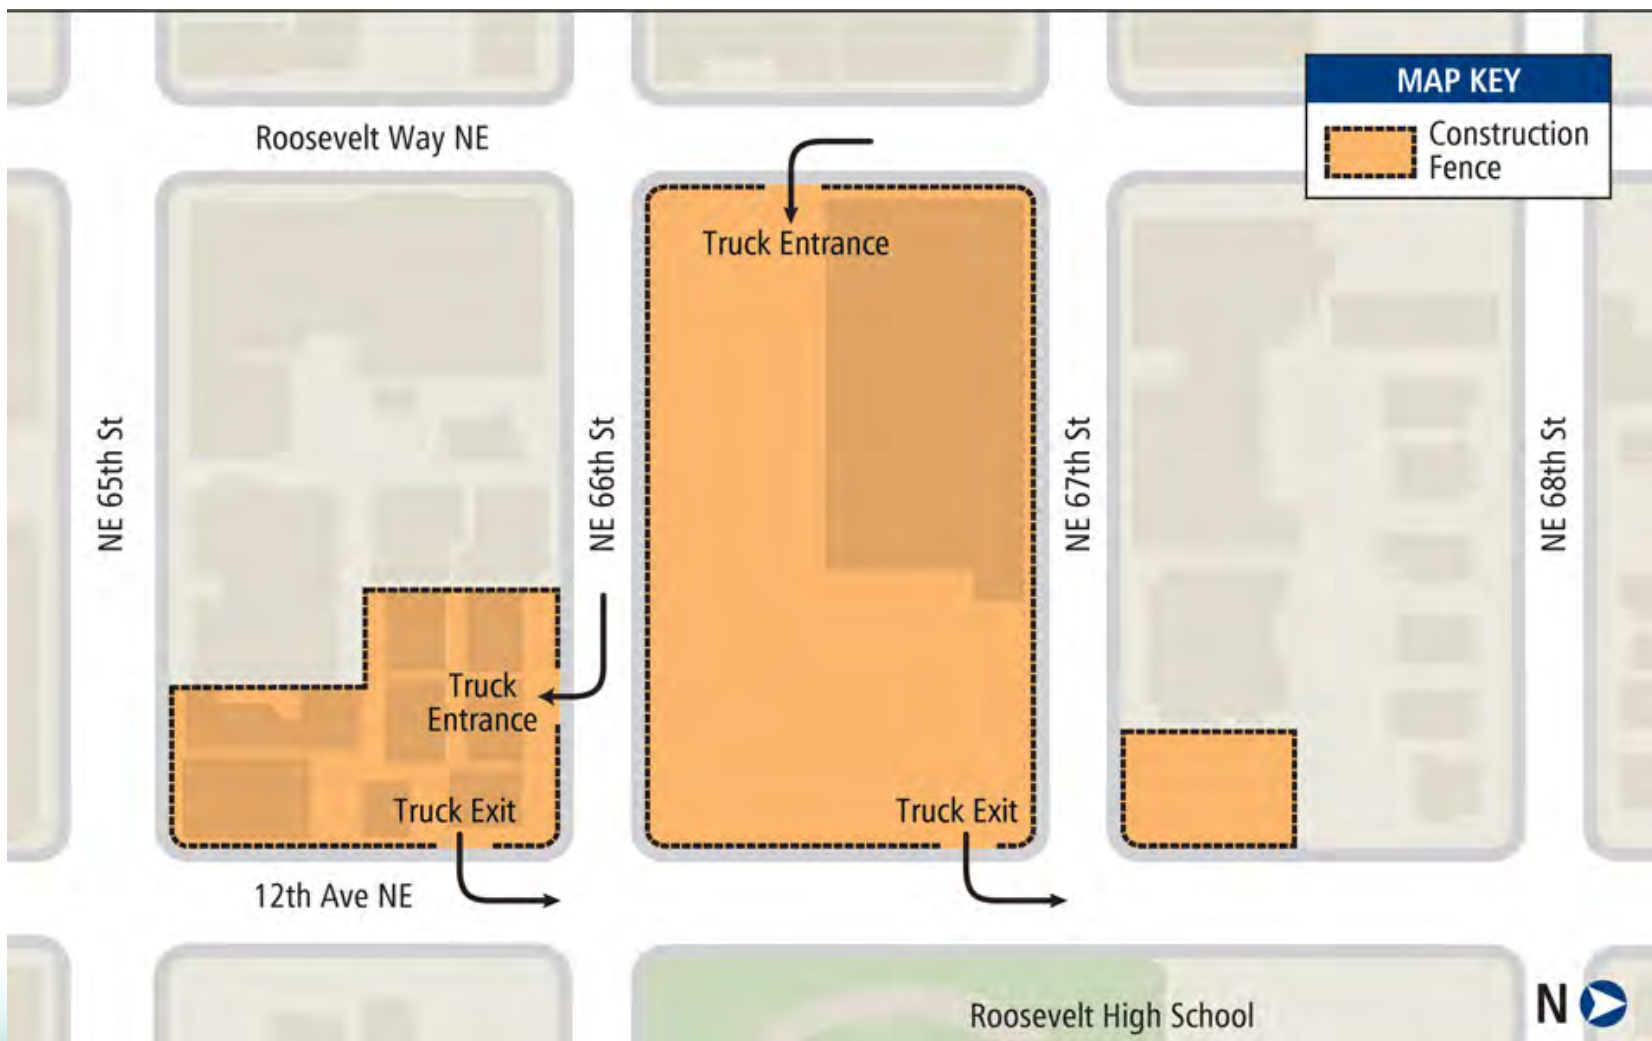 MAP KEY
Construction
Fence
Roosevelt Way NE
Truck Entrance
NE 65th St
NE 66th St
NE 67th St
NE 68th St
Truck
Entrance
Truck Exit
Truck Exit
12th Ave NE
Roosevelt High School
N